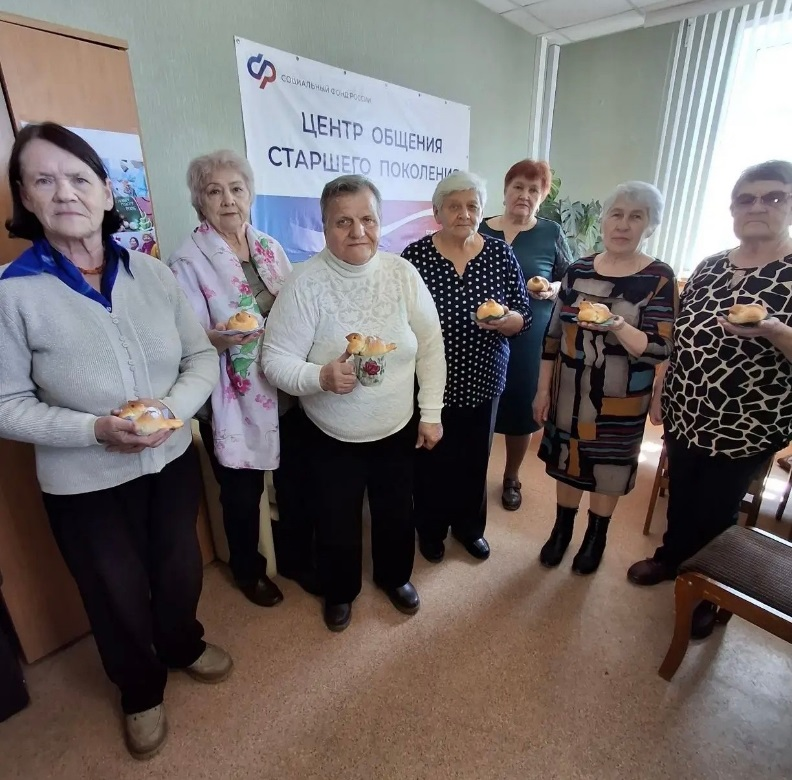 СОЦИАЛЬНЫЙ ФОНД РОССИИ
ЦЕНТР ОБЩЕНИЯ
СТАРШЕГО ПОКОЛЕНИЯ